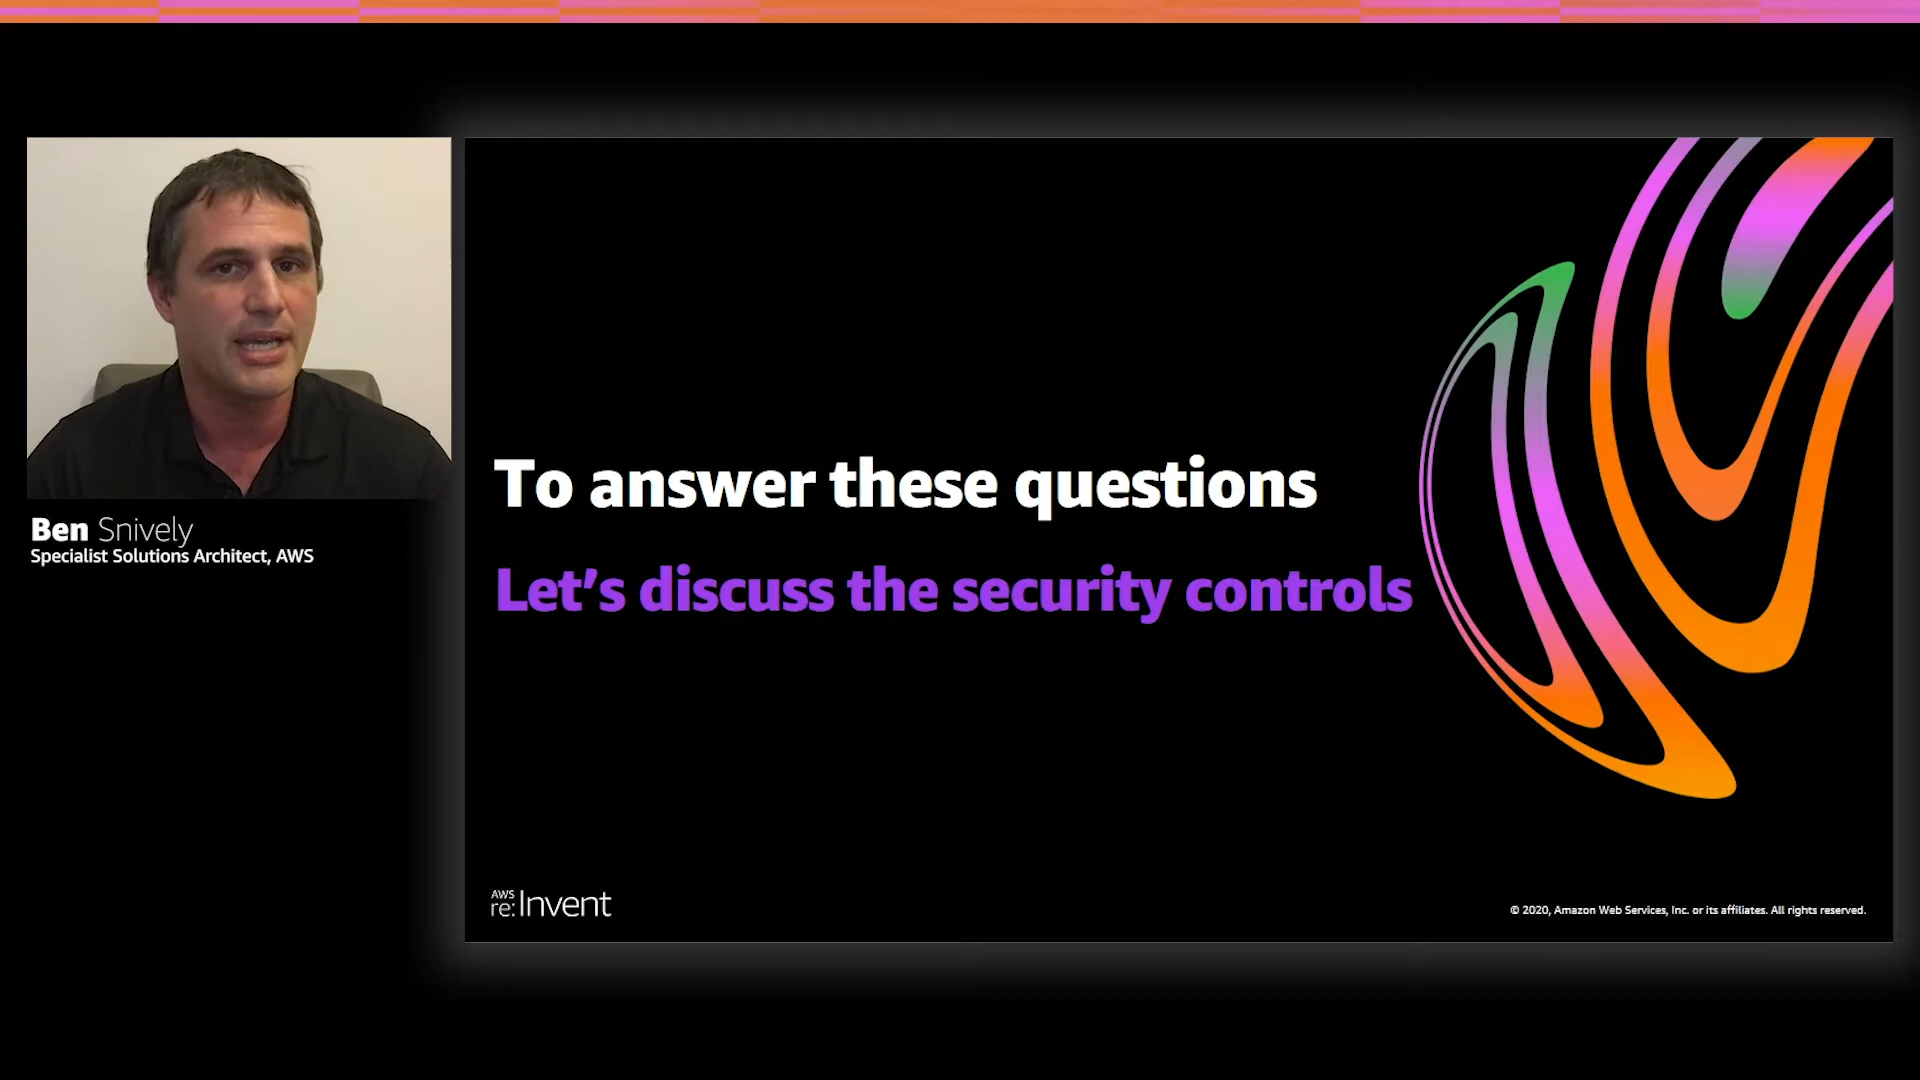 Ben Snively
Specialist Solutions Architect, AWS
To answer these questions
Let's discuss the security controls
AWS
re:Invent
© 2020, Amazon Web Services, Inc. or its affiliates. All rights reserved.